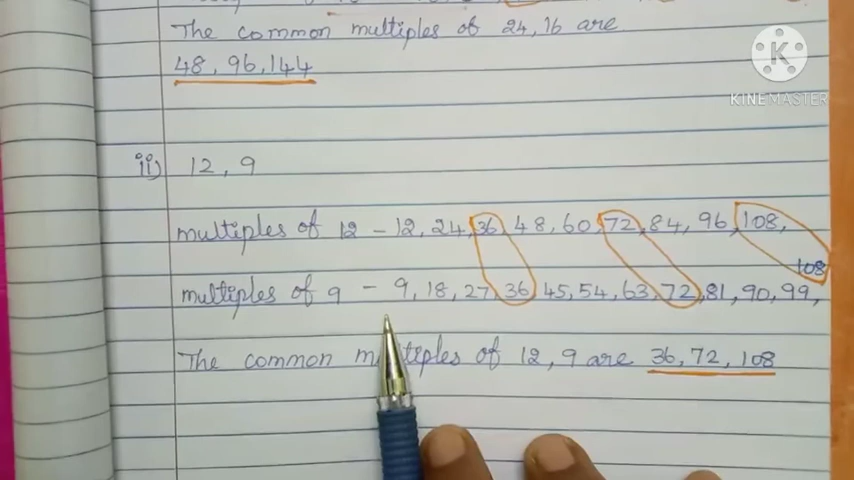 The common multiples of 24, 16 are
48, 96, 144
K
KINEMASTER
ii) 12, 9
multiples of 12 - 12, 24, 36, 48, 60, 72, 84, 96, 108,
108
multiples of 9 - 9, 18, 27, 36, 45, 54, 63, 72, 81, 90, 99,
The common multiples of 12, 9 are 36, 72, 108